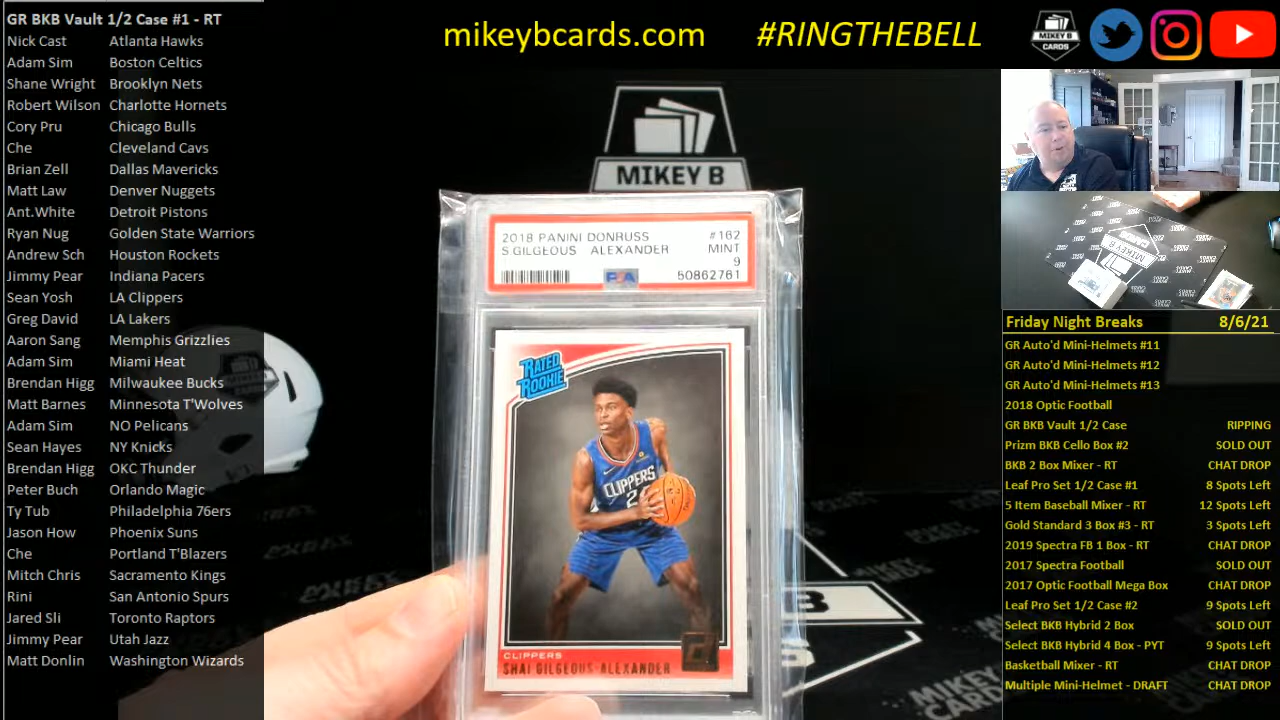 GR BKB Vault 1/2 Case #1 - RT
Nick Cast Atlanta Hawks
Adam Sim Boston Celtics
Shane Wright Brooklyn Nets
Robert Wilson Charlotte Hornets
Cory Pru Chicago Bulls
Che Cleveland Cavs
Brian Zell Dallas Mavericks
Matt Law Denver Nuggets
Ant.White Detroit Pistons
Ryan Nug Golden State Warriors
Andrew Sch Houston Rockets
Jimmy Pear Indiana Pacers
Sean Yosh LA Clippers
Greg David LA Lakers
Aaron Sang Memphis Grizzlies
Adam Sim Miami Heat
Brendan Higg Milwaukee Bucks
Matt Barnes Minnesota T'Wolves
Adam Sim NO Pelicans
Sean Hayes NY Knicks
Brendan Higg OKC Thunder
Peter Buch Orlando Magic
Ty Tub Philadelphia 76ers
Jason How Phoenix Suns
Che Portland T'Blazers
Mitch Chris Sacramento Kings
Rini San Antonio Spurs
Jared Sli Toronto Raptors
Jimmy Pear Utah Jazz
Matt Donlin Washington Wizards
mikeybcards.com #RINGTHEBELL
MIKEY B
CARDS
MIKEY B
2018 PANINI DONRUSS #162
S GILGEOUS ALEXANDER MINT
9
PSA 50862761
RATED
ROOKIE
CLIPPERS
2
CLIPPERS
SHAI GILGEOUS-ALEXANDER
MIKEY B
Friday Night Breaks 8/6/21
GR Auto'd Mini-Helmets #11
GR Auto'd Mini-Helmets #12
GR Auto'd Mini-Helmets #13
2018 Optic Football
GR BKB Vault 1/2 Case RIPPING
Prizm BKB Cello Box #2 SOLD OUT
BKB 2 Box Mixer - RT CHAT DROP
Leaf Pro Set 1/2 Case #1 8 Spots Left
5 Item Baseball Mixer - RT 12 Spots Left
Gold Standard 3 Box #3 - RT 3 Spots Left
2019 Spectra FB 1 Box - RT CHAT DROP
2017 Spectra Football SOLD OUT
2017 Optic Football Mega Box CHAT DROP
Leaf Pro Set 1/2 Case #2 9 Spots Left
Select BKB Hybrid 2 Box SOLD OUT
Select BKB Hybrid 4 Box - PYT 9 Spots Left
Basketball Mixer - RT CHAT DROP
Multiple Mini-Helmet - DRAFT CHAT DROP